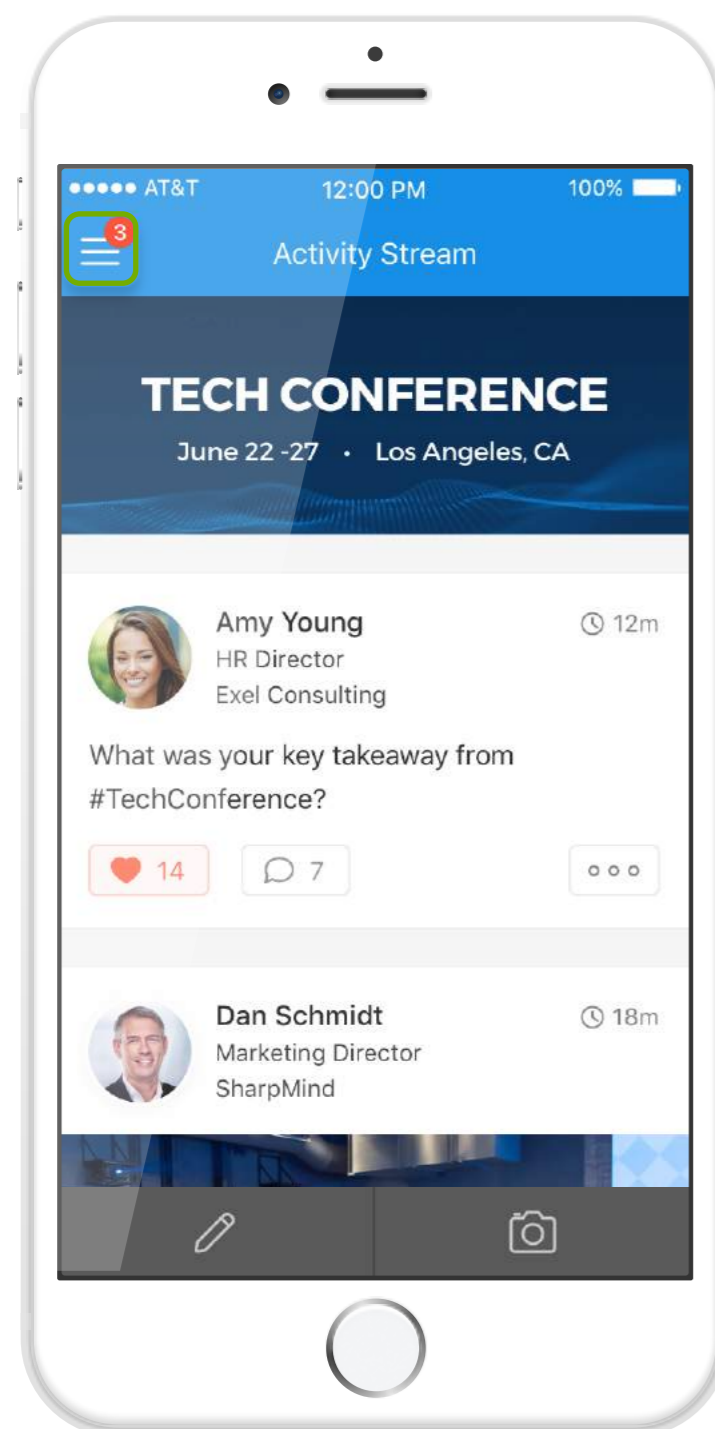 AT&T 12:00 PM 100%
3
Activity Stream
TECH CONFERENCE
June 22 -27 • Los Angeles, CA
Amy Young 12m
HR Director
Exel Consulting
What was your key takeaway from
#TechConference?
14 7
Dan Schmidt 18m
Marketing Director
SharpMind